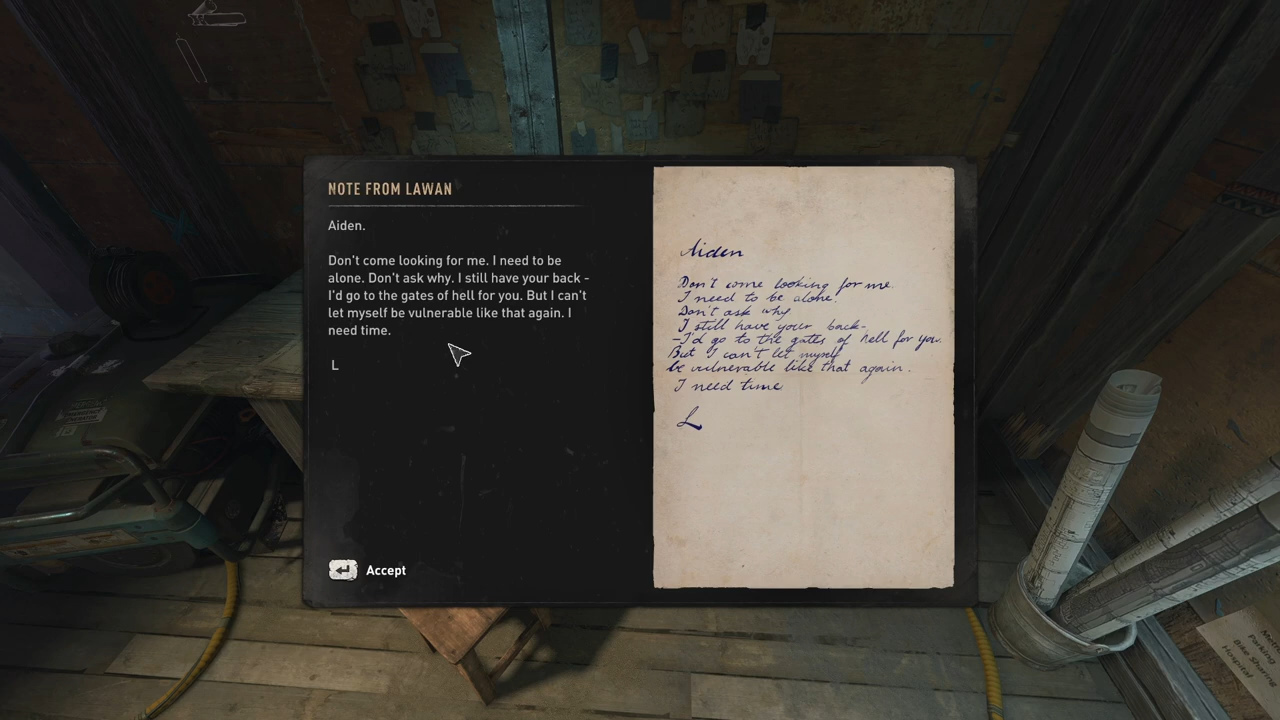 NOTE FROM LAWAN
Aiden.
Don't come looking for me. I need to be
alone. Don't ask why. I still have your back -
I'd go to the gates of hell for you. But I can't
let myself be vulnerable like that again. I
need time.
L
Accept
Aiden
Don't come looking for me.
I need to be alone.
Don't ask why
I still have your back-
-I'd go to the gates of hell for you.
But I can't let myself
be vulnerable like that again.
I need time
L
Parking
Bike Sharing
Hospital